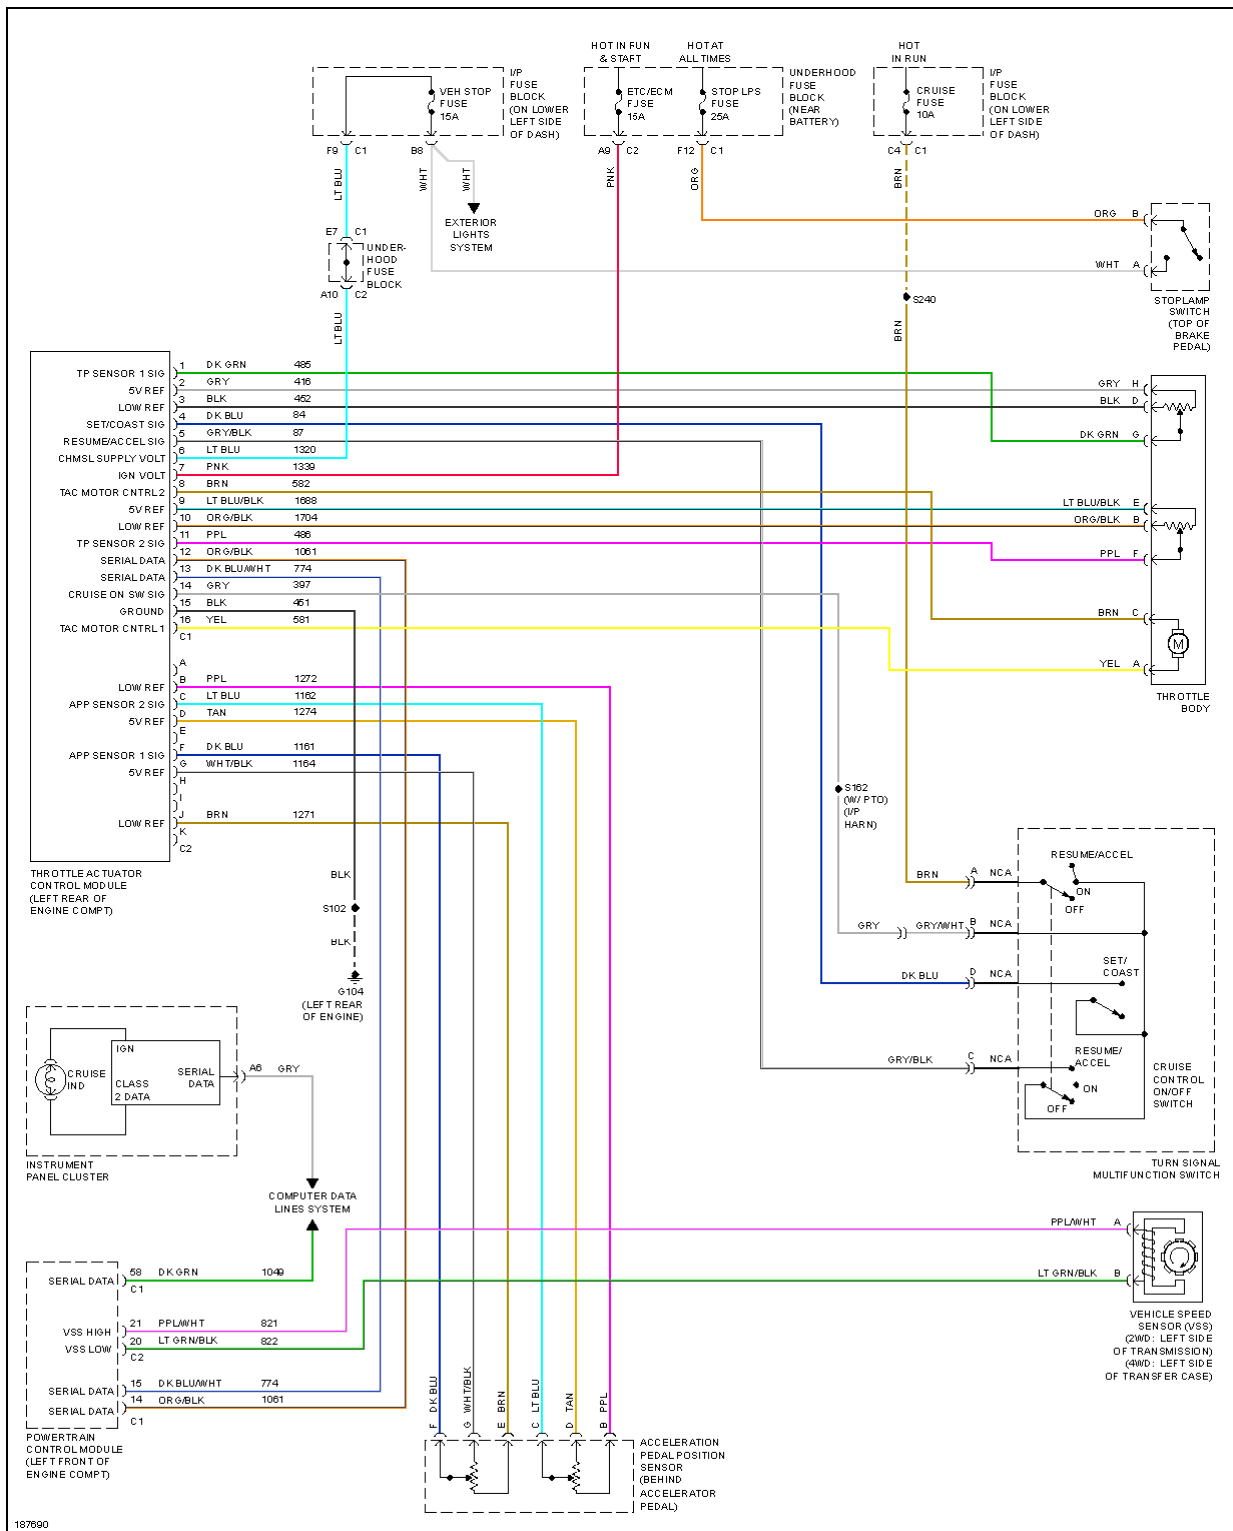 HOT IN FUN
& STAFT
HOT AT
ALL TIMES
HOT
IN RUN
VEH STOP
FUSE
15A
I/P
FUSE
BLOCK
(ON LOWER
LEFT SIDE
OF DASH)
ETC/ECM
FUSE
15A
STOP LPS
FUSE
25A
UNDERHOOD
FUSE
BLOCK
(NEAR
BATTERY)
CRUISE
FUSE
10A
I/P
FUSE
BLOCK
(ON LOWER
LEFT SIDE
OF DASH)
F9 C1
B8
A9 C2
F12 C1
C4 C1
LT BLU
WHT
WHT
PNK
ORG
BRN
EXTERIOR
LIGHTS
SYSTEM
E7 C1
UNDER-
HOOD
FUSE
BLOCK
A10 C2
LT BLU
ORG B
WHT A
STOPLAMP
SWITCH
(TOP OF
BRAKE
PEDAL)
S240
BRN
TP SENSOR 1 SIG 1 DK GRN 485
5V REF 2 GRY 416
LOW REF 3 BLK 452
SET/COAST SIG 4 DK BLU 84
RESUME/ACCEL SIG 5 GRY/BLK 87
CHMSL SUPPLY VOLT 6 LT BLU 1320
IGN VOLT 7 PNK 1339
TAC MOTOR CNTRL 2 8 BRN 582
5V REF 9 LT BLU/BLK 1688
LOW REF 10 ORG/BLK 1704
TP SENSOR 2 SIG 11 PPL 486
SERIAL DATA 12 ORG/BLK 1061
SERIAL DATA 13 DK BLU/WHT 774
CRUISE ON SW SIG 14 GRY 397
GROUND 15 BLK 451
TAC MOTOR CNTRL 1 16 YEL 581
C1
A
LOW REF B PPL 1272
APP SENSOR 2 SIG C LT BLU 1162
5V REF D TAN 1274
E
APP SENSOR 1 SIG F DK BLU 1161
5V REF G WHT/BLK 1164
H
I
LOW REF J BRN 1271
K
C2
THROTTLE ACTUATOR
CONTROL MODULE
(LEFT REAR OF
ENGINE COMPT)
GRY H
BLK D
DK GRN G
LT BLU/BLK E
ORG/BLK B
PPL F
BRN C
M
YEL A
THROTTLE
BODY
S162
(W/ PTO)
(I/P
HARN)
BLK
S102
BLK
G104
(LEFT REAR
OF ENGINE)
RESUME/ACCEL
BRN A NCA
ON
OFF
GRY GRY/WHT B NCA
SET/
COAST
DK BLU D NCA
RESUME/
ACCEL
GRY/BLK C NCA
ON
OFF
CRUISE
CONTROL
ON/OFF
SWITCH
TURN SIGNAL
MULTIFUNCTION SWITCH
CRUISE
IND
IGN
CLASS
2 DATA
SERIAL
DATA
A6 GRY
INSTRUMENT
PANEL CLUSTER
COMPUTER DATA
LINES SYSTEM
PPL/WHT A
LT GRN/BLK B
VEHICLE SPEED
SENSOR (VSS)
(2WD: LEFT SIDE
OF TRANSMISSION)
(4WD: LEFT SIDE
OF TRANSFER CASE)
SERIAL DATA 58 DK GRN 1049
C1
VSS HIGH 21 PPL/WHT 821
VSS LOW 20 LT GRN/BLK 822
C2
SERIAL DATA 15 DK BLU/WHT 774
SERIAL DATA 14 ORG/BLK 1061
C1
POWERTRAIN
CONTROL MODULE
(LEFT FRONT OF
ENGINE COMPT)
F DK BLU
G WHT/BLK
E BRN
C LT BLU
D TAN
B PPL
ACCELERATION
PEDAL POSITION
SENSOR
(BEHIND
ACCELERATOR
PEDAL)
187690